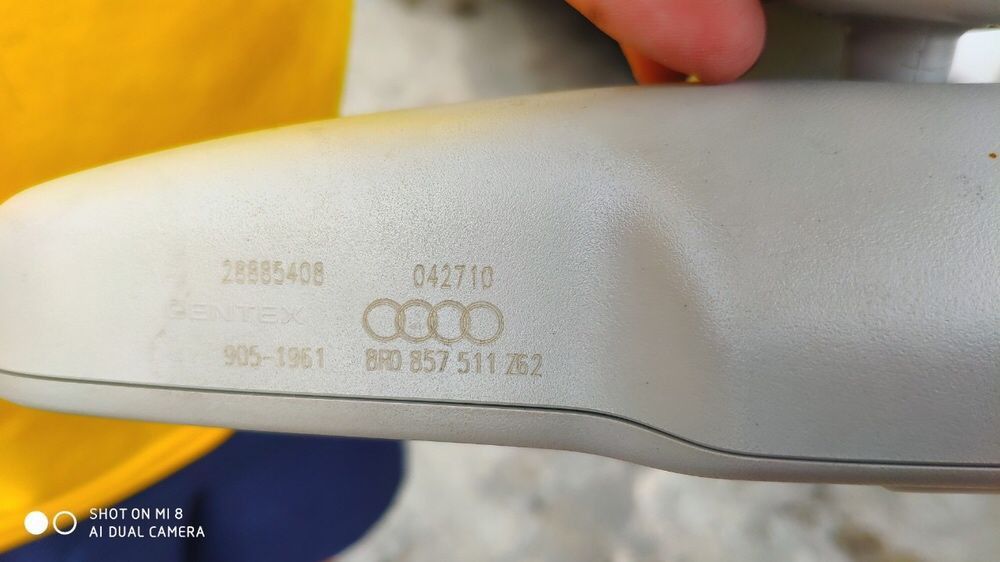 28885408 042710
GENTEX
905-1961 8R0 857 511 Z62
SHOT ON MI 8
AI DUAL CAMERA